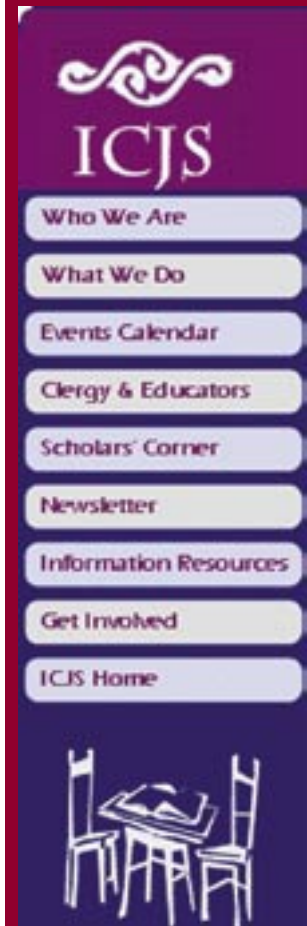 ICJS
Who We Are
What We Do
Events Calendar
Clergy & Educators
Scholars' Corner
Newsletter
Information Resources
Get Involved
ICJS Home